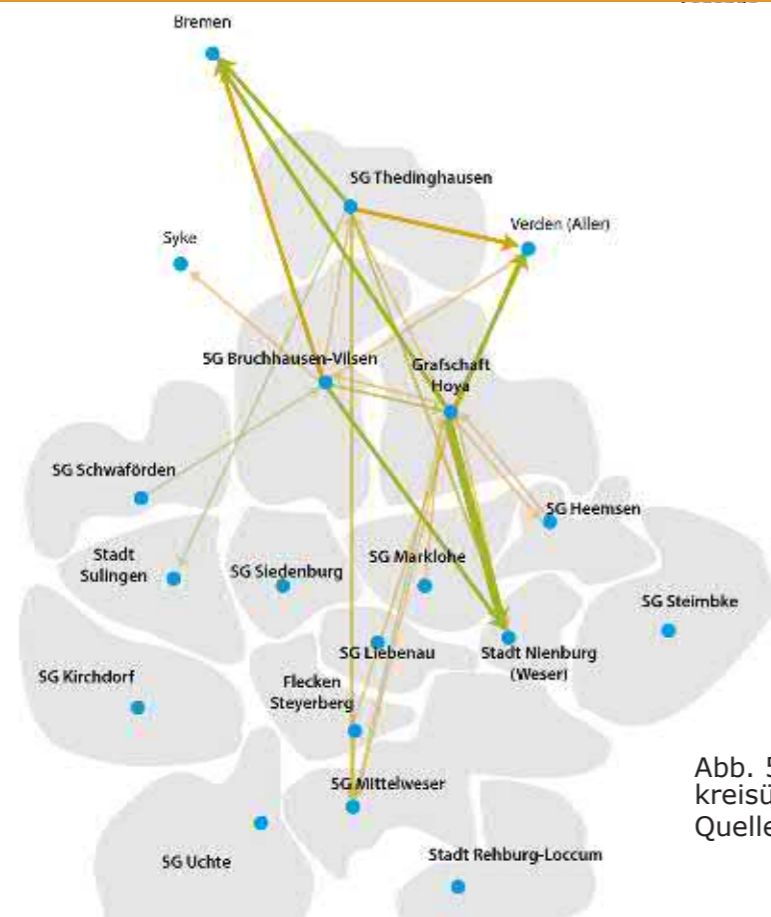 Bremen
SG Thedinghausen
Verden (Aller)
Syke
SG Bruchhausen-Vilsen
Grafschaft
Hoya
SG Schwaförden
SG Heemsen
Stadt
Sulingen
SG Siedenburg
SG Marklohe
SG Steimbke
SG Liebenau
Stadt Nienburg
(Weser)
SG Kirchdorf
Flecken
Steyerberg
SG Mittelweser
Abb. 5
kreisü
Quelle
SG Uchte
Stadt Rehburg-Loccum